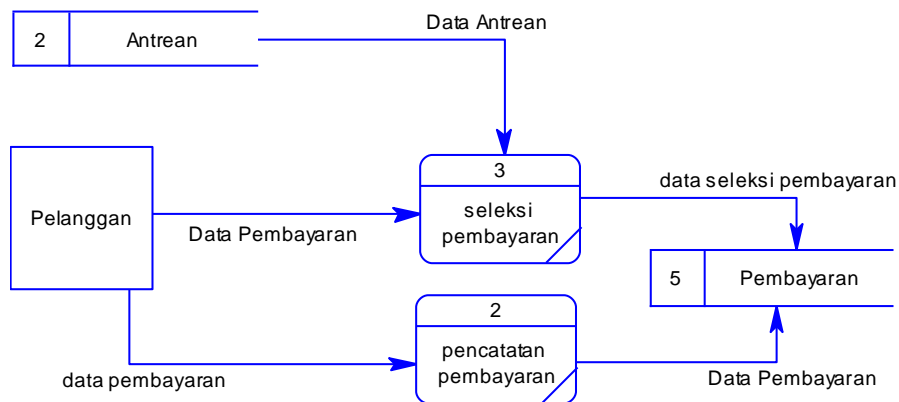 Data Antrean
2 Antrean
3
seleksi
pembayaran
data seleksi pembayaran
Pelanggan
Data Pembayaran
5 Pembayaran
2
pencatatan
pembayaran
data pembayaran
Data Pembayaran